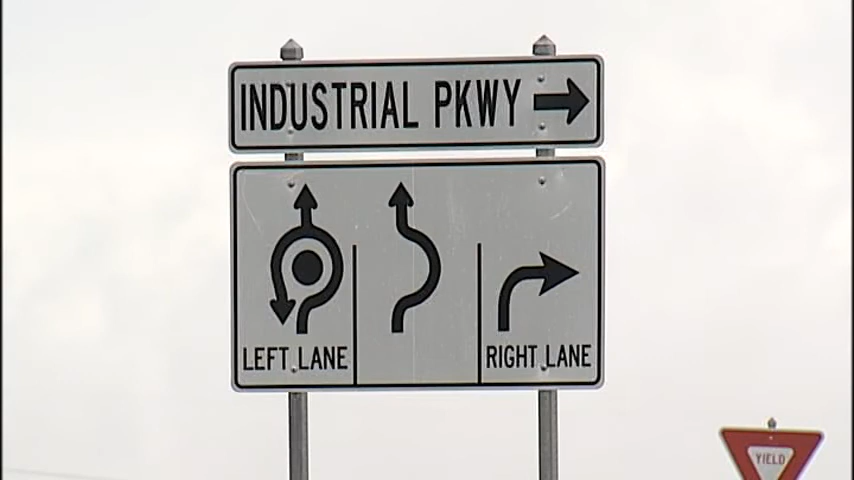 INDUSTRIAL PKWY
LEFT LANE
RIGHT LANE
YIELD